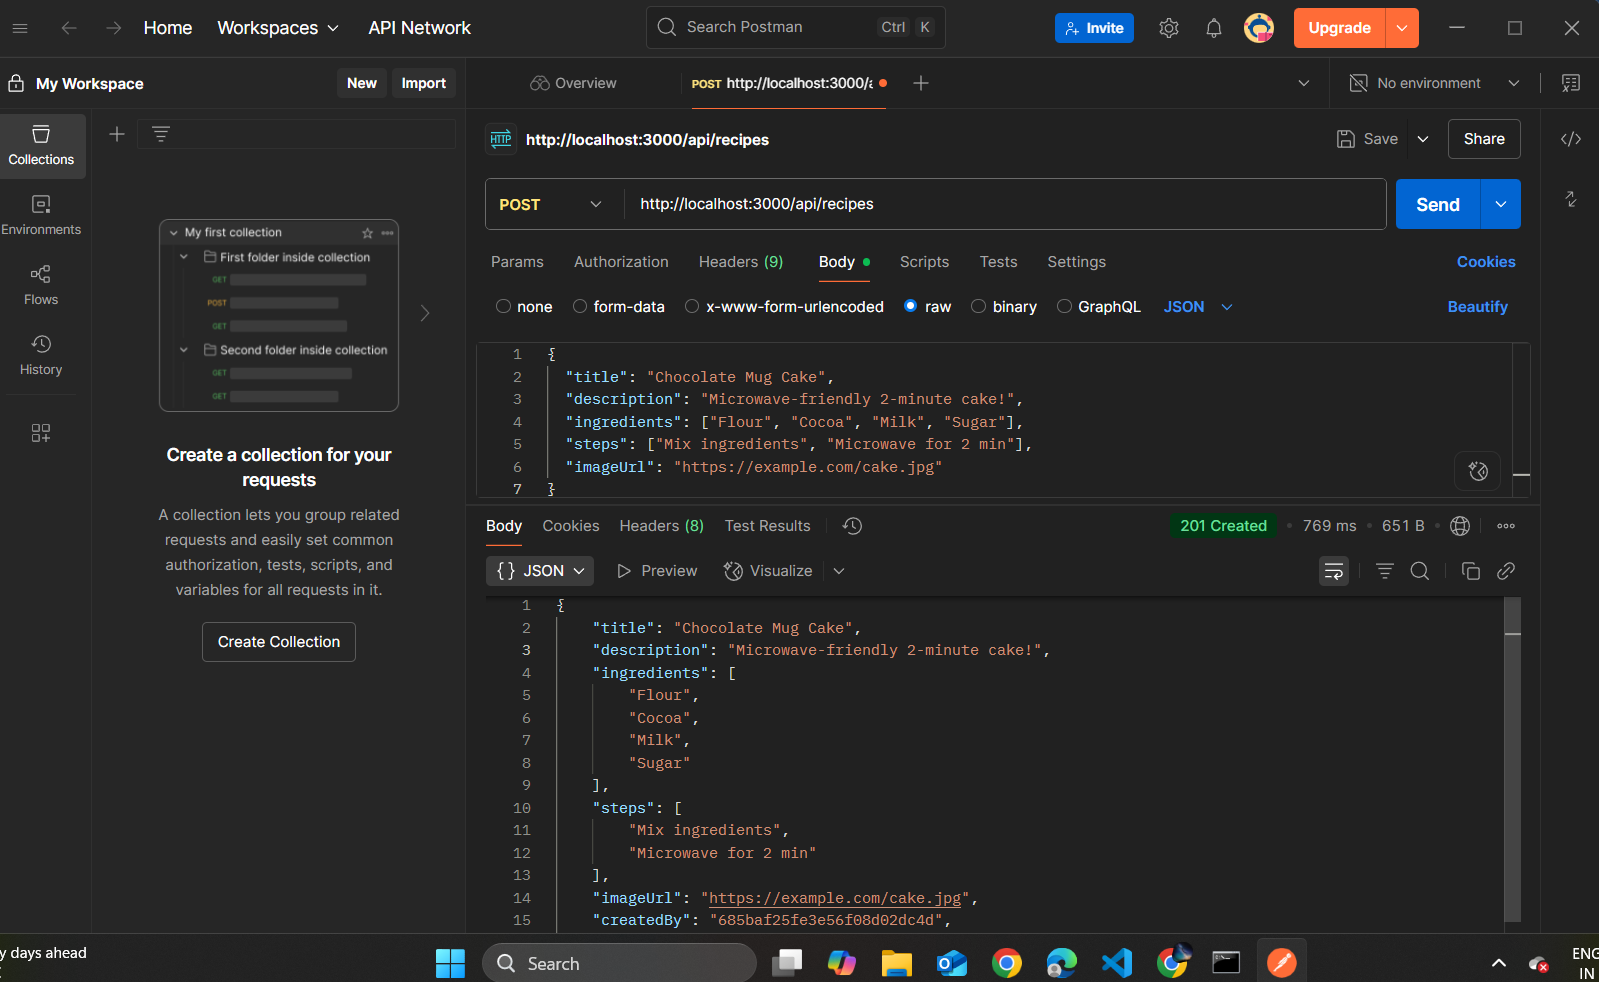 Home
Workspaces
API Network
Search Postman
Ctrl K
Invite
Upgrade
My Workspace
New
Import
Overview
POST http://localhost:3000/a
No environment
Collections
Environments
Flows
History
My first collection
First folder inside collection
GET
POST
GET
Second folder inside collection
GET
GET
Create a collection for your
requests
A collection lets you group related
requests and easily set common
authorization, tests, scripts, and
variables for all requests in it.
Create Collection
HTTP http://localhost:3000/api/recipes
Save
Share
POST
http://localhost:3000/api/recipes
Send
Params Authorization Headers (9) Body Scripts Tests Settings
Cookies
none form-data x-www-form-urlencoded raw binary GraphQL JSON
Beautify
1 {
2 "title": "Chocolate Mug Cake",
3 "description": "Microwave-friendly 2-minute cake!",
4 "ingredients": ["Flour", "Cocoa", "Milk", "Sugar"],
5 "steps": ["Mix ingredients", "Microwave for 2 min"],
6 "imageUrl": "https://example.com/cake.jpg"
7 }
Body Cookies Headers (8) Test Results
201 Created • 769 ms • 651 B •
{} JSON
Preview
Visualize
1 {
2 "title": "Chocolate Mug Cake",
3 "description": "Microwave-friendly 2-minute cake!",
4 "ingredients": [
5 "Flour",
6 "Cocoa",
7 "Milk",
8 "Sugar"
9 ],
10 "steps": [
11 "Mix ingredients",
12 "Microwave for 2 min"
13 ],
14 "imageUrl": "https://example.com/cake.jpg",
15 "createdBy": "685baf25fe3e56f08d02dc4d",
y days ahead
Search
ENG
IN